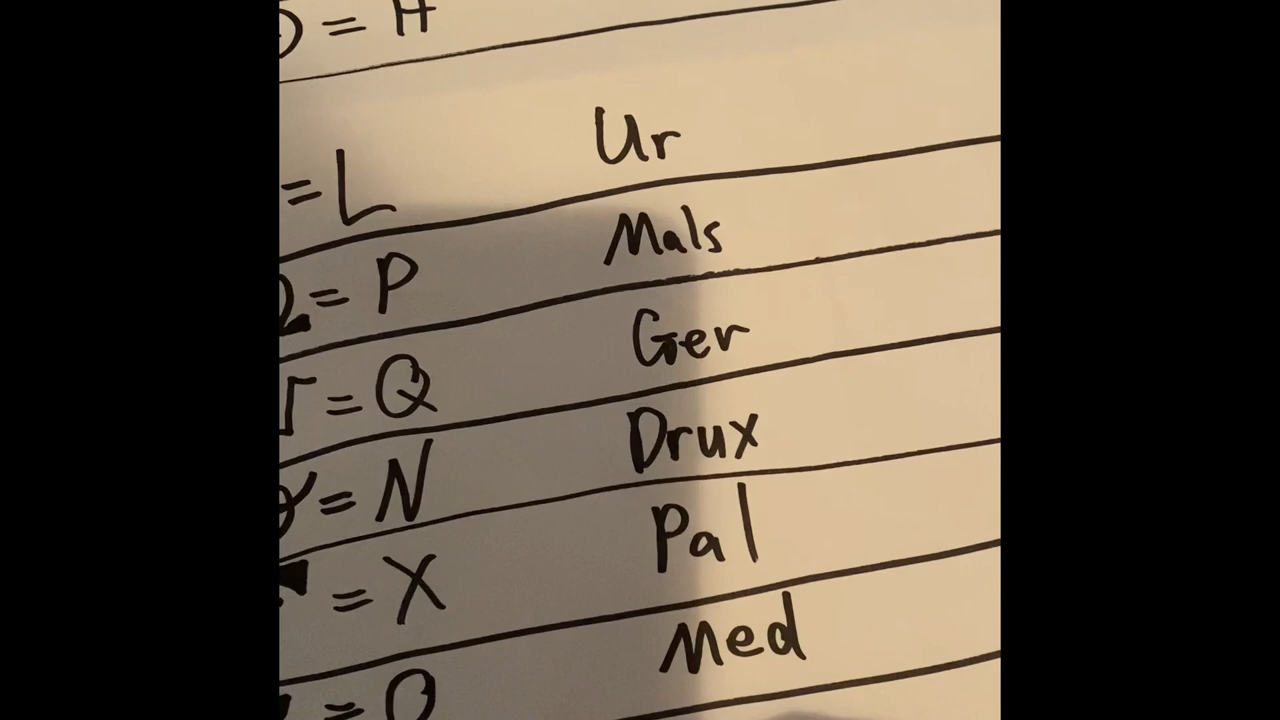 = H
= L Ur
= P Mals
= Q Ger
= N Drux
= X Pal
= O Med